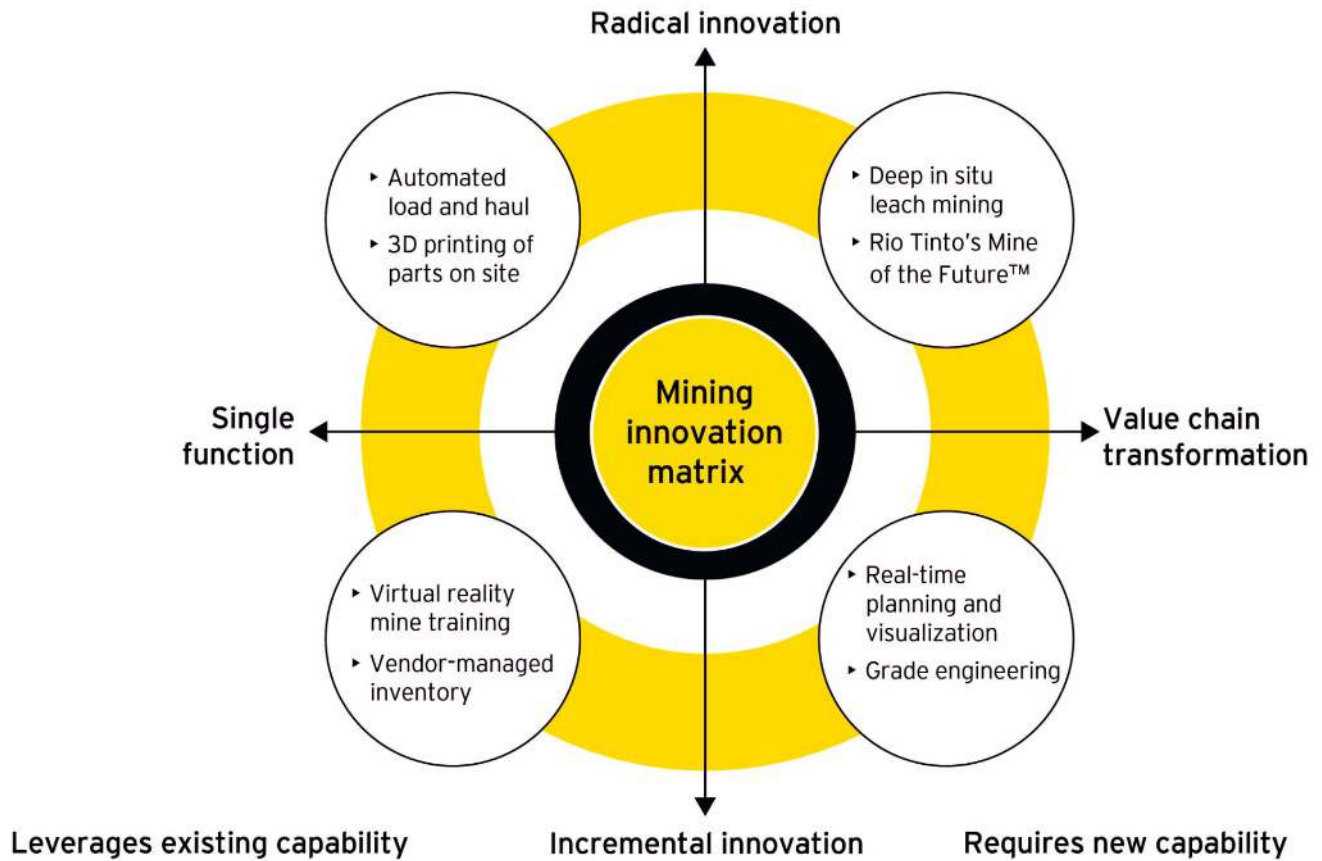 Radical innovation
▸ Automated
load and haul
▸ 3D printing of
parts on site
▸ Deep in situ
leach mining
▸ Rio Tinto's Mine
of the Future™
Single
function
Mining
innovation
matrix
Value chain
transformation
▸ Virtual reality
mine training
▸ Vendor-managed
inventory
▸ Real-time
planning and
visualization
▸ Grade engineering
Leverages existing capability
Incremental innovation
Requires new capability